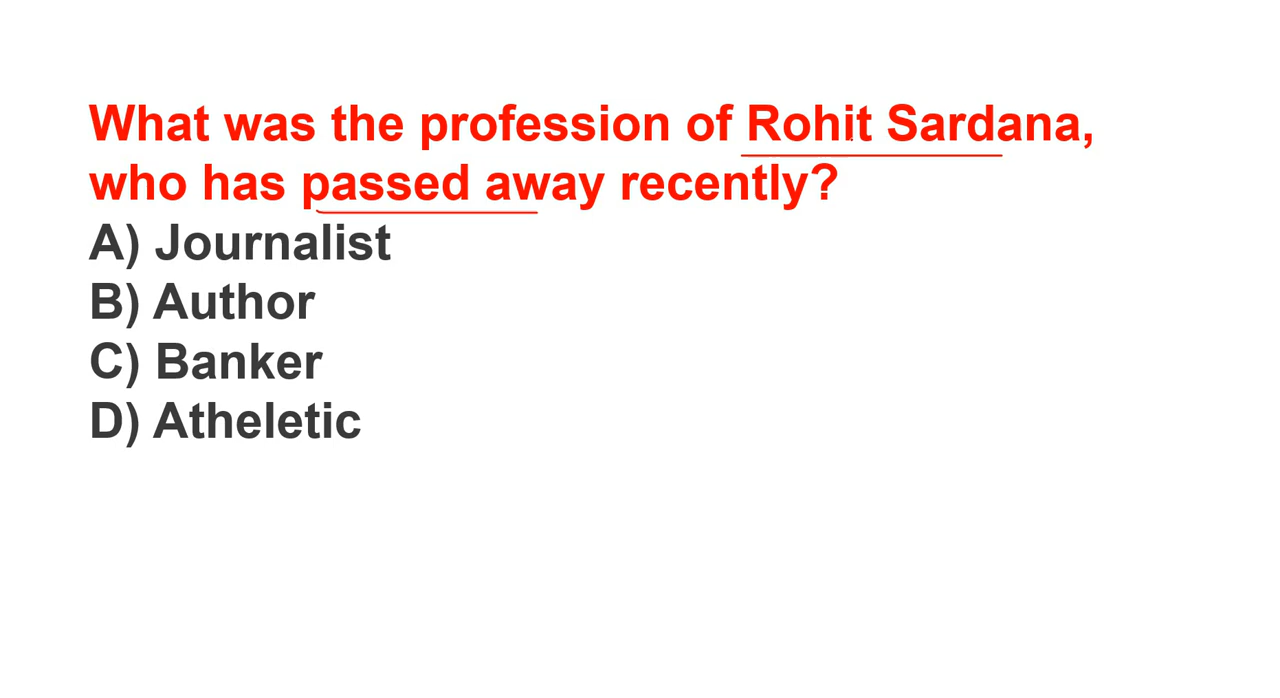 What was the profession of Rohit Sardana,
who has passed away recently?
A) Journalist
B) Author
C) Banker
D) Atheletic